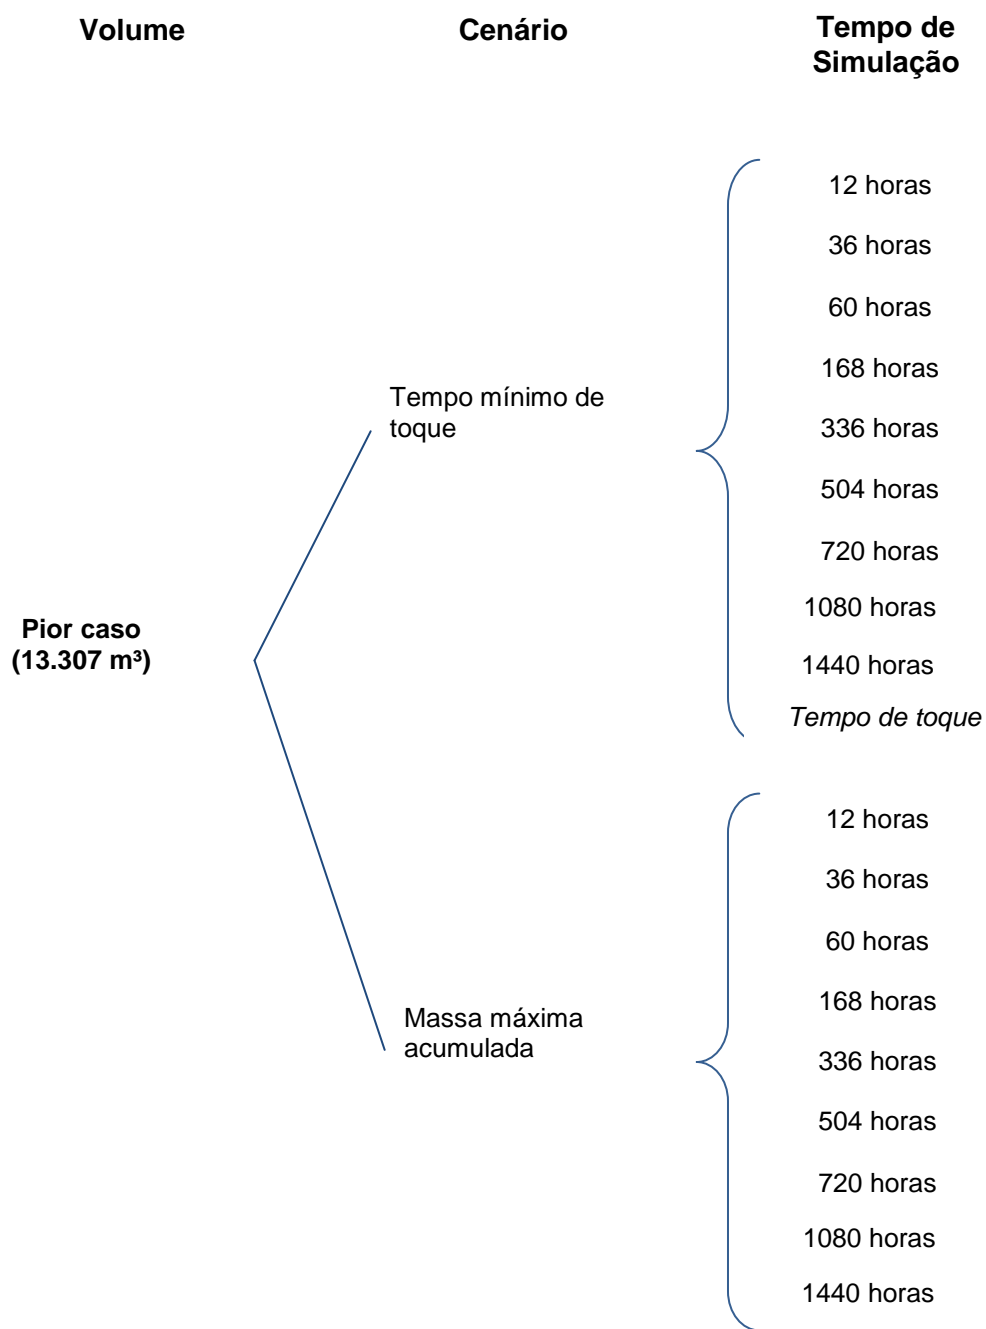 Volume
Cenário
Tempo de
Simulação
Pior caso
(13.307 m³)
Tempo mínimo de
toque
12 horas
36 horas
60 horas
168 horas
336 horas
504 horas
720 horas
1080 horas
1440 horas
Tempo de toque
Massa máxima
acumulada
12 horas
36 horas
60 horas
168 horas
336 horas
504 horas
720 horas
1080 horas
1440 horas